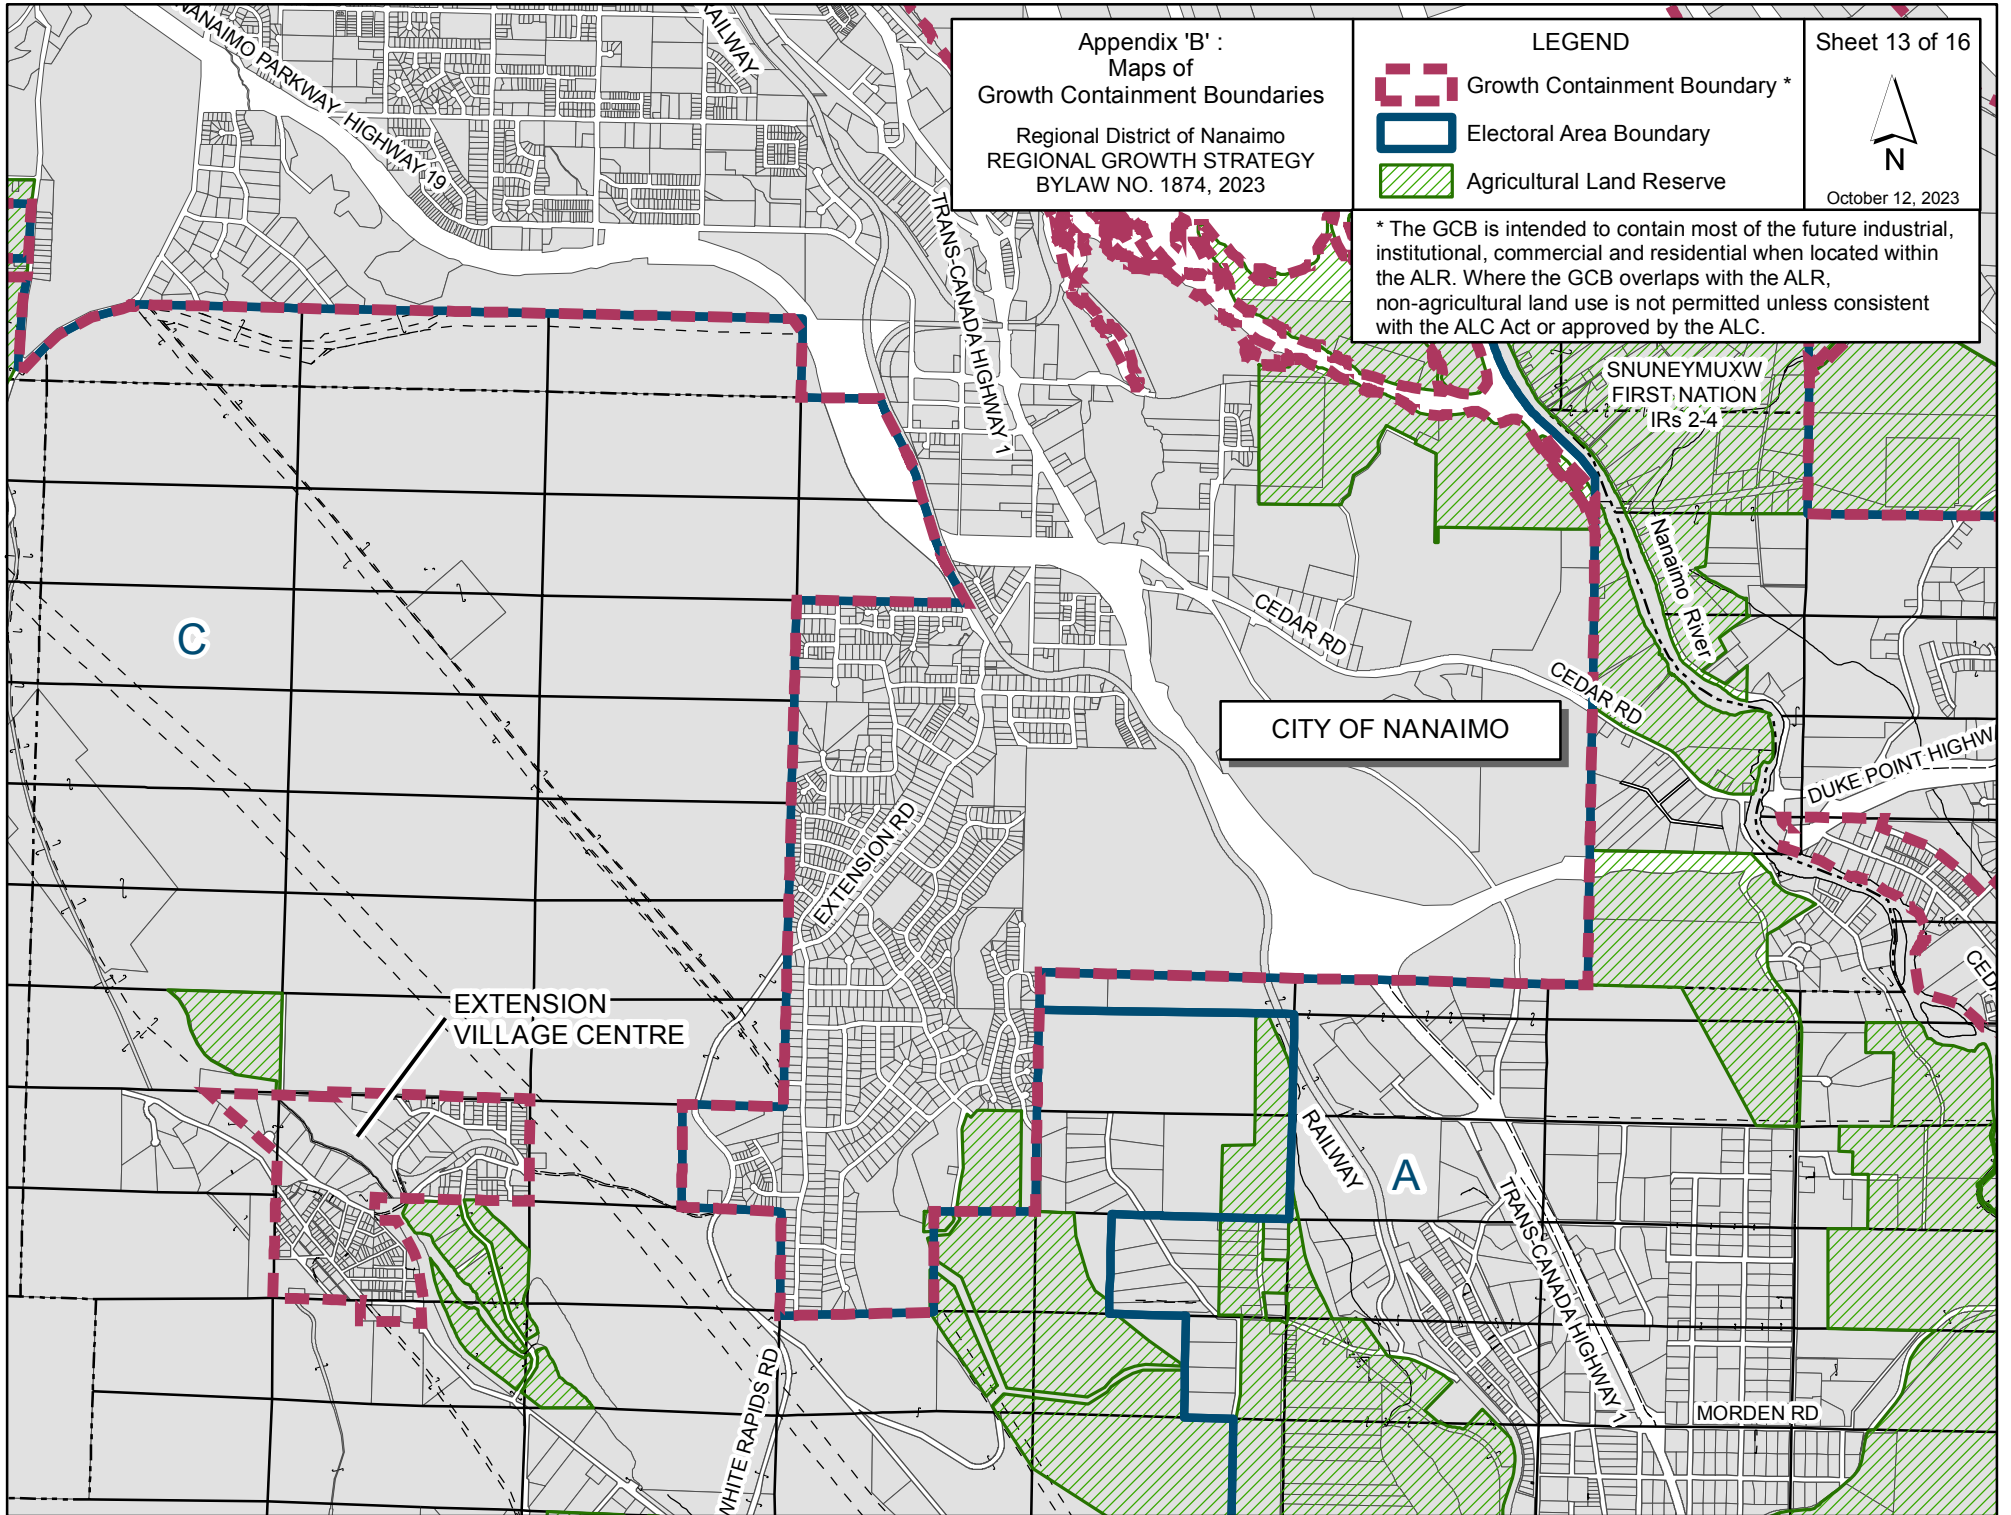 Appendix 'B' :
Maps of
Growth Containment Boundaries
Regional District of Nanaimo
REGIONAL GROWTH STRATEGY
BYLAW NO. 1874, 2023
LEGEND
Growth Containment Boundary *
Electoral Area Boundary
Agricultural Land Reserve
Sheet 13 of 16
N
October 12, 2023
* The GCB is intended to contain most of the future industrial,
institutional, commercial and residential when located within
the ALR. Where the GCB overlaps with the ALR,
non-agricultural land use is not permitted unless consistent
with the ALC Act or approved by the ALC.
NANAIMO PARKWAY HIGHWAY 19
RAILWAY
TRANS-CANADA HIGHWAY 1
SNUNEYMUXW
FIRST NATION
IRs 2-4
Nanaimo River
C
CEDAR RD
CEDAR RD
CITY OF NANAIMO
DUKE POINT HIGHWA
EXTENSION RD
CED
EXTENSION
VILLAGE CENTRE
RAILWAY
A
TRANS-CANADA HIGHWAY 1
MORDEN RD
WHITE RAPIDS RD